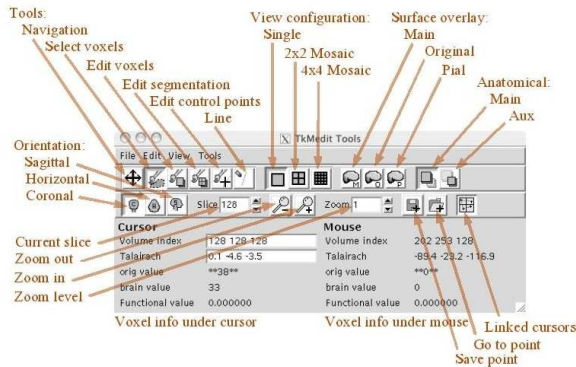 Tools:
Navigation
Select voxels
Edit voxels
Edit segmentation
Edit control points
Line
View configuration:
Single
2x2 Mosaic
4x4 Mosaic
Surface overlay:
Main
Original
Pial
Anatomical:
Main
Aux
Orientation:
Sagittal
Horizontal
Coronal
TkMedit Tools
File Edit View Tools
M O P
Slice 128 Zoom 1
Current slice
Zoom out
Zoom in
Zoom level
Cursor
Volume Index 128 128 128
Talairach 0.1 -4.6 -3.5
orig value **38**
brain value 33
Functional value 0.000000
Mouse
Volume index 202 253 128
Talairach -89.4 -23.2 -116.9
orig value **0**
brain value 0
Functional value 0.000000
Voxel info under cursor
Voxel info under mouse
Linked cursors
Go to point
Save point